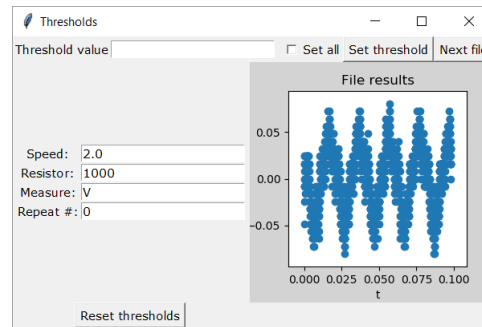 Thresholds
Threshold value Set all Set threshold Next file
File results
Speed: 2.0
Resistor: 1000
Measure: V
Repeat #: 0
0.05
0.00
−0.05
0.000 0.025 0.050 0.075 0.100
t
Reset thresholds